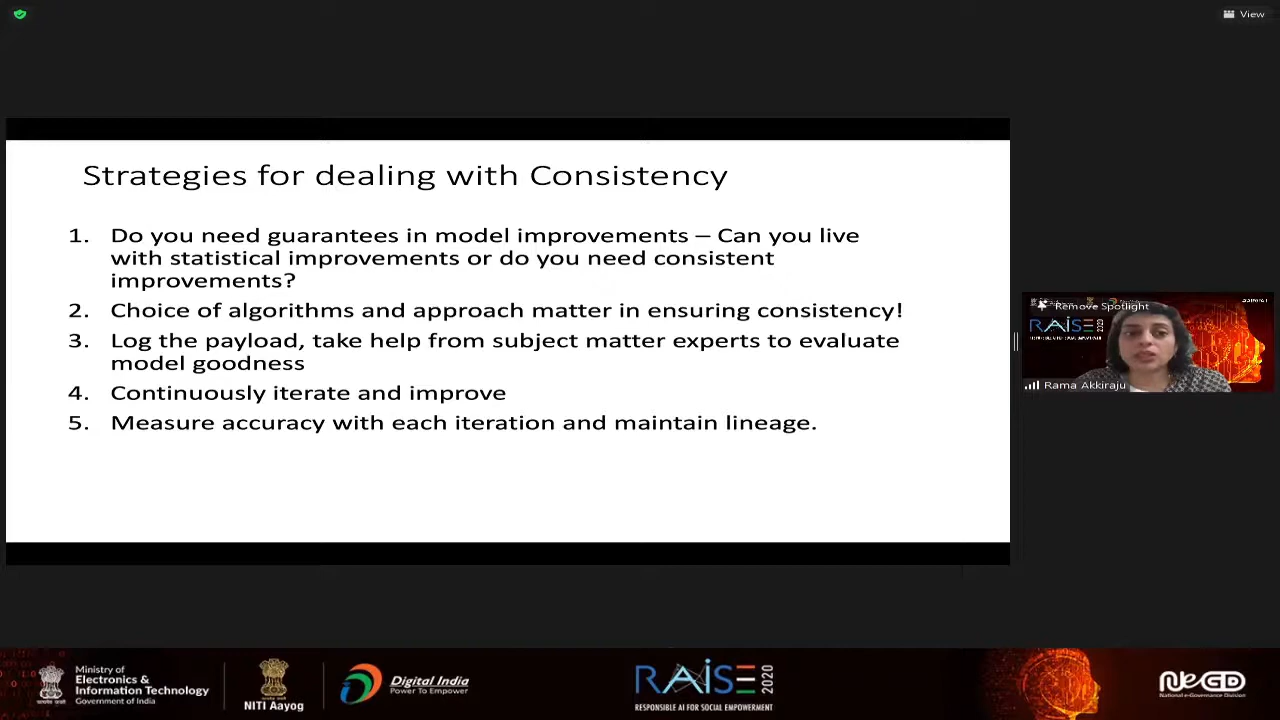 View
Strategies for dealing with Consistency
1. Do you need guarantees in model improvements – Can you live
with statistical improvements or do you need consistent
improvements?
2. Choice of algorithms and approach matter in ensuring consistency!
3. Log the payload, take help from subject matter experts to evaluate
model goodness
4. Continuously iterate and improve
5. Measure accuracy with each iteration and maintain lineage.
Remove Spotlight
RAISE 2020
Rama Akkiraju
Ministry of
Electronics &
Information Technology
Government of India
NITI Aayog
Digital India
Power To Empower
RAISE 2020
RESPONSIBLE AI FOR SOCIAL EMPOWERMENT
NeGD
National e-Governance Division